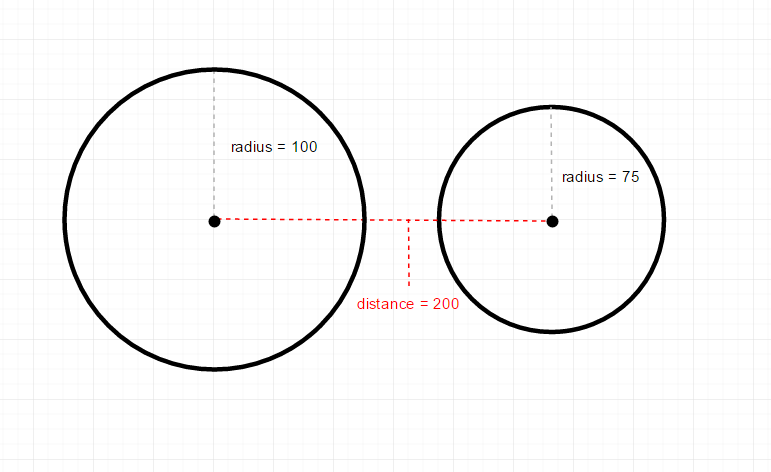 radius = 100
radius = 75
distance = 200